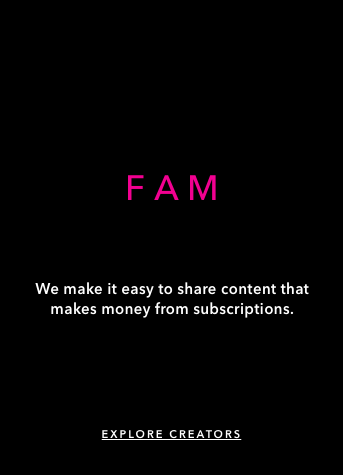 FAM
We make it easy to share content that
makes money from subscriptions.
EXPLORE CREATORS